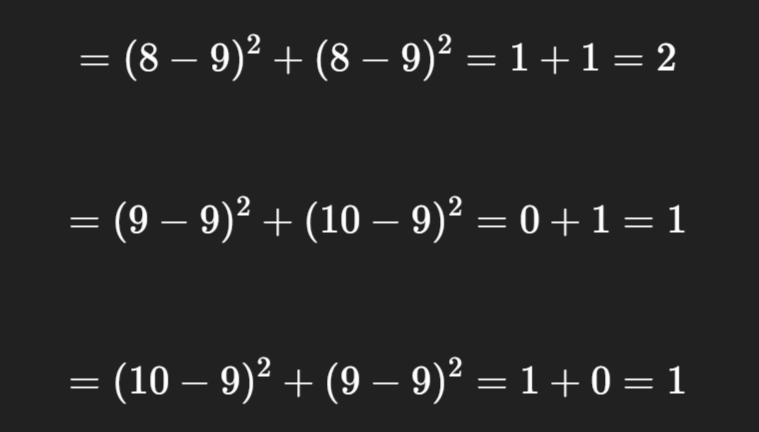 = (8 − 9)² + (8 − 9)² = 1 + 1 = 2
= (9 − 9)² + (10 − 9)² = 0 + 1 = 1
= (10 − 9)² + (9 − 9)² = 1 + 0 = 1